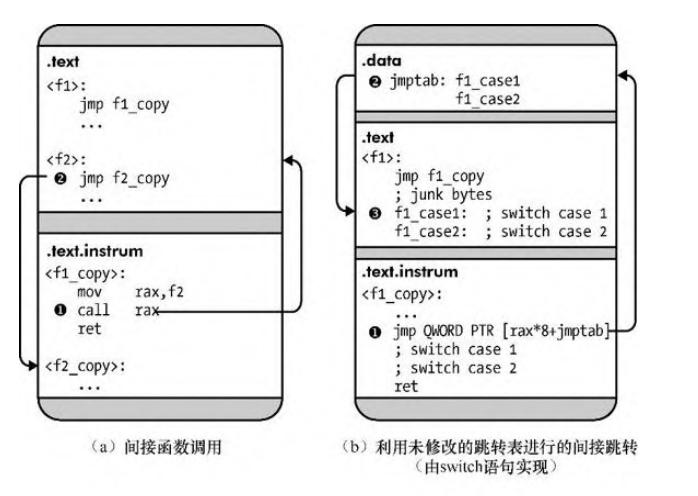 .text
<f1>:
jmp f1_copy
...
<f2>:
❷ jmp f2_copy
...
.text.instrum
<f1_copy>:
mov rax,f2
❶ call rax
ret
<f2_copy>:
...
(a) 间接函数调用
.data
❷ jmptab: f1_case1
f1_case2
.text
<f1>:
jmp f1_copy
; junk bytes
❸ f1_case1: ; switch case 1
f1_case2: ; switch case 2
.text.instrum
<f1_copy>:
...
❶ jmp QWORD PTR [rax*8+jmptab]
; switch case 1
; switch case 2
ret
(b) 利用未修改的跳转表进行的间接跳转
(由switch语句实现)